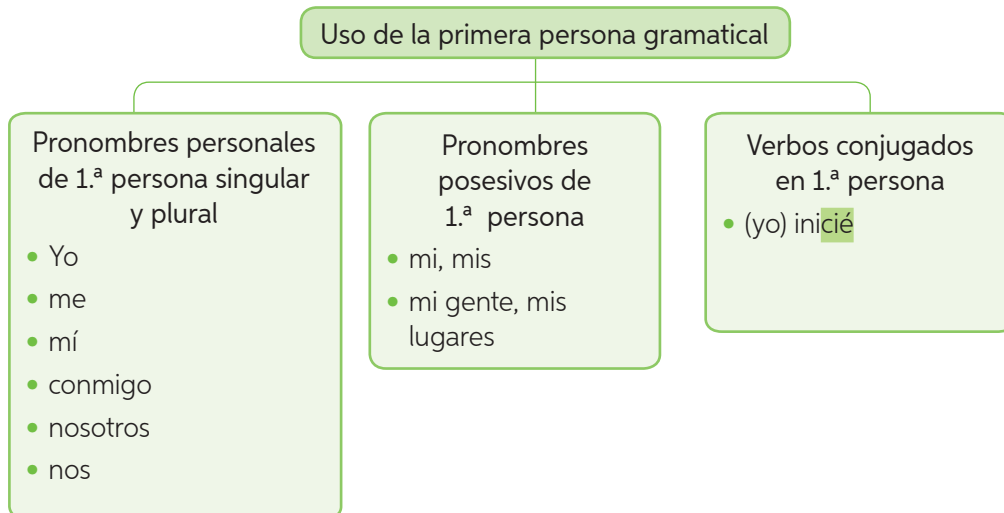 Uso de la primera persona gramatical
Pronombres personales
de 1.ª persona singular
y plural
• Yo
• me
• mí
• conmigo
• nosotros
• nos
Pronombres
posesivos de
1.ª persona
• mi, mis
• mi gente, mis
lugares
Verbos conjugados
en 1.ª persona
• (yo) inicié